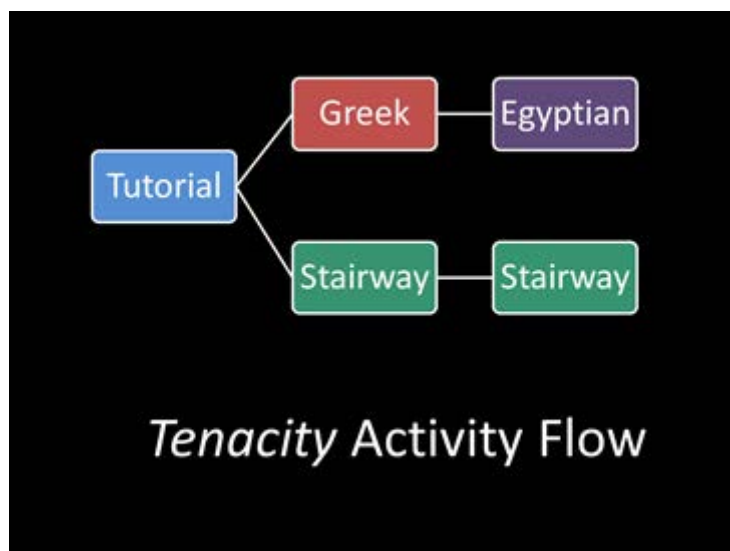 Greek
Egyptian
Tutorial
Stairway
Stairway
Tenacity Activity Flow